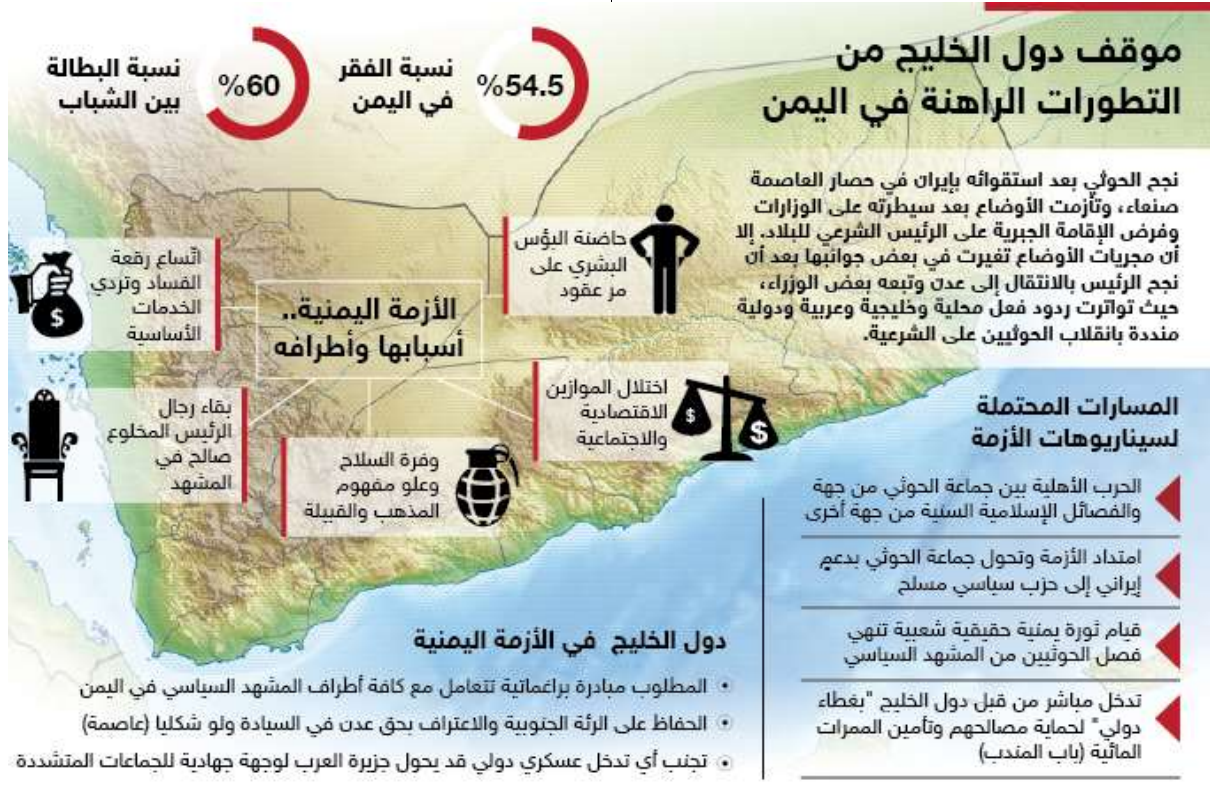 موقف دول الخليج من
التطورات الراهنة في اليمن
%54.5
نسبة الفقر
في اليمن
%60
نسبة البطالة
بين الشباب
نجح الحوثي بعد استقوائه بإيران في حصار العاصمة
صنعاء، وتأزمت الأوضاع بعد سيطرته على الوزارات
وفرض الإقامة الجبرية على الرئيس الشرعي للبلاد. إلا
أن مجريات الأوضاع تغيرت في بعض جوانبها بعد أن
نجح الرئيس بالانتقال إلى عدن وتبعه بعض الوزراء،
حيث تواترت ردود فعل محلية وخليجية وعربية ودولية
منددة بانقلاب الحوثيين على الشرعية.
الأزمة اليمنية..
أسبابها وأطرافه
حاضنة البؤس
البشري على
مر عقود
اختلال الموازين
الاقتصادية
والاجتماعية
$
$
وفرة السلاح
وعلو مفهوم
المذهب والقبيلة
اتّساع رقعة
الفساد وتردي
الخدمات
الأساسية
$
بقاء رجال
الرئيس المخلوع
صالح في
المشهد
المسارات المحتملة
لسيناريوهات الأزمة
الحرب الأهلية بين جماعة الحوثي من جهة
والفصائل الإسلامية السنية من جهة أخرى
امتداد الأزمة وتحول جماعة الحوثي بدعمٍ
إيراني إلى حزب سياسي مسلح
قيام ثورة يمنية حقيقية شعبية تنهي
فصل الحوثيين من المشهد السياسي
تدخل مباشر من قبل دول الخليج "بغطاء
دولي" لحماية مصالحهم وتأمين الممرات
المائية (باب المندب)
دول الخليج في الأزمة اليمنية
• المطلوب مبادرة براغماتية تتعامل مع كافة أطراف المشهد السياسي في اليمن
• الحفاظ على الرئة الجنوبية والاعتراف بحق عدن في السيادة ولو شكليا (عاصمة)
• تجنب أي تدخل عسكري دولي قد يحول جزيرة العرب لوجهة جهادية للجماعات المتشددة